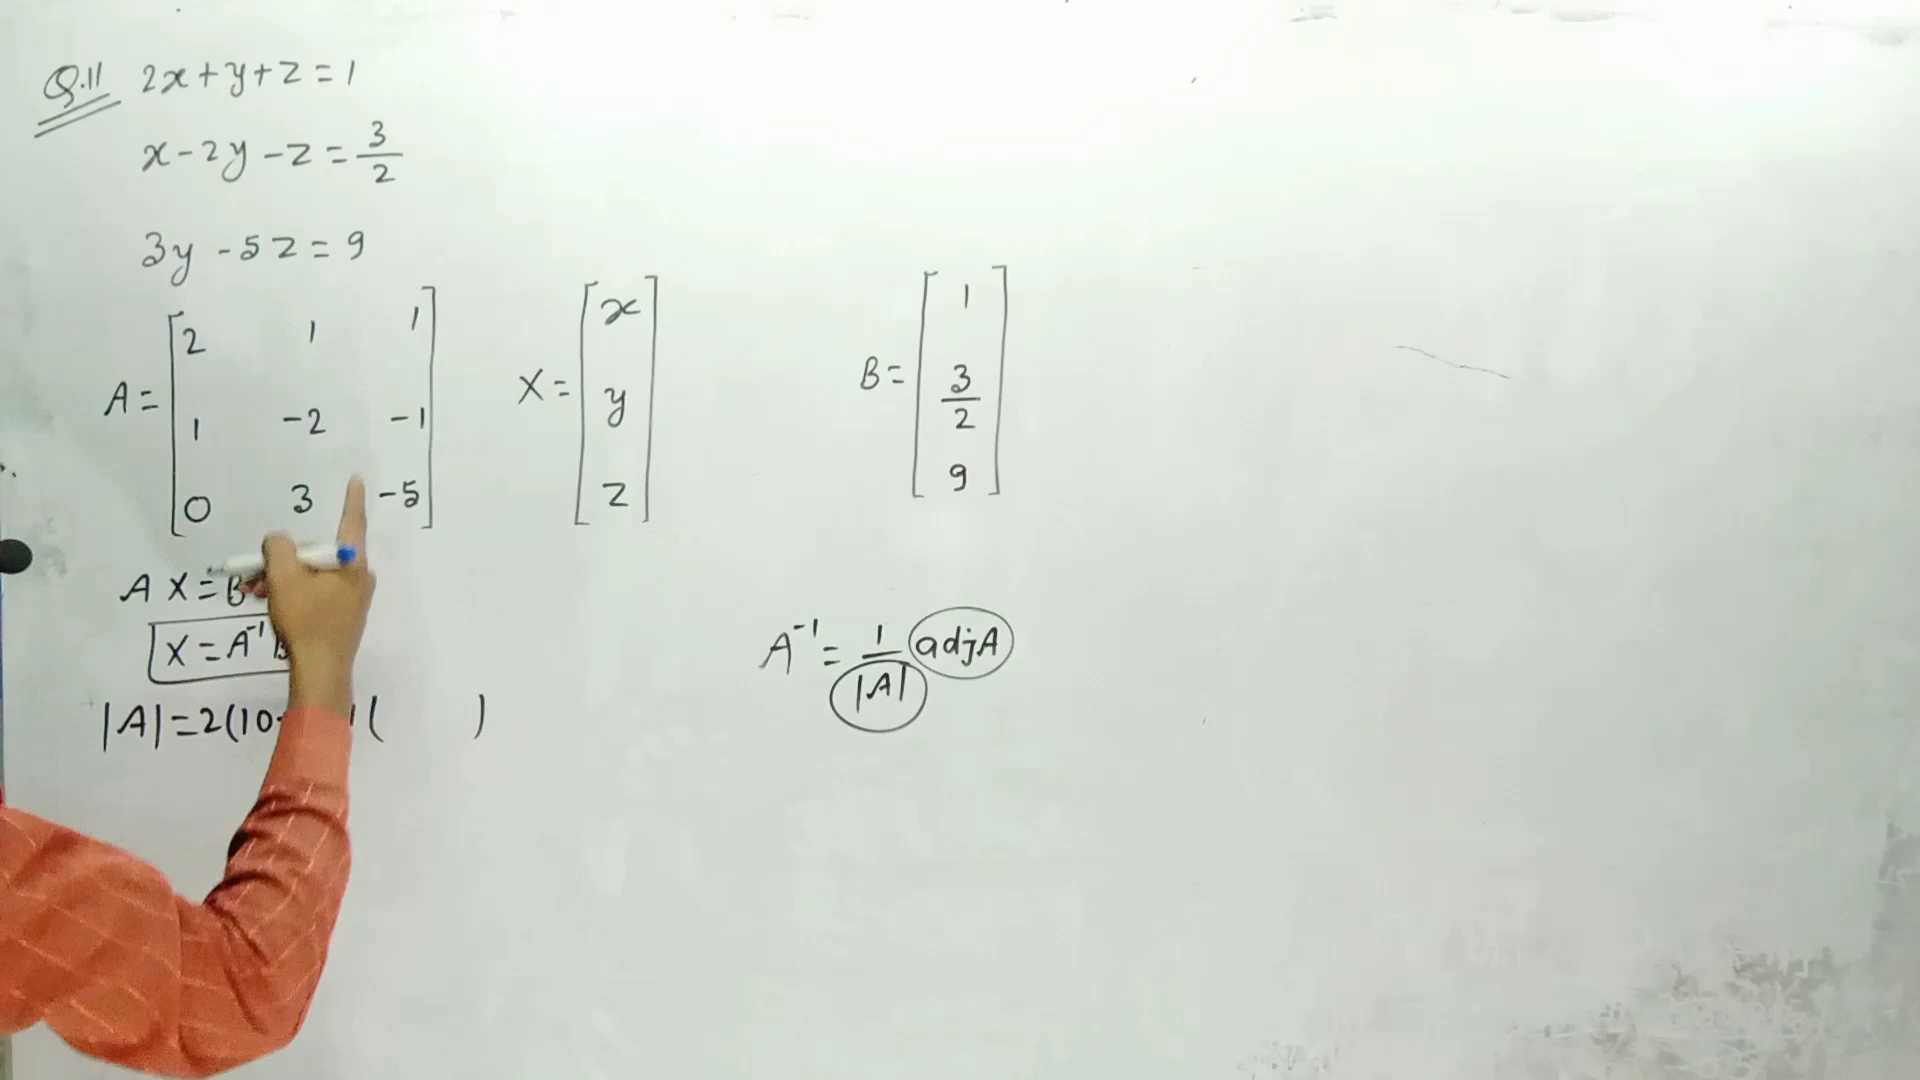 Q.11 2x+y+z=1
x-2y-z=3/2
3y-5z=9
A= [2 1 1
1 -2 -1
0 3 -5]
X= [x
y
z]
B= [1
3/2
9]
A X=B
X=A⁻¹B
|A|=2(10 ( )
A⁻¹= 1/|A| adjA